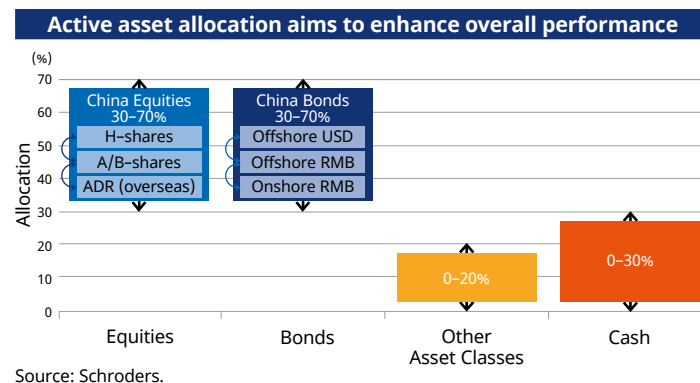 Active asset allocation aims to enhance overall performance
(%)
70
60
50
40
30
20
10
0
Allocation
China Equities
30–70%
H–shares
A/B–shares
ADR (overseas)
China Bonds
30–70%
Offshore USD
Offshore RMB
Onshore RMB
0–20%
0–30%
Equities
Bonds
Other
Asset Classes
Cash
Source: Schroders.